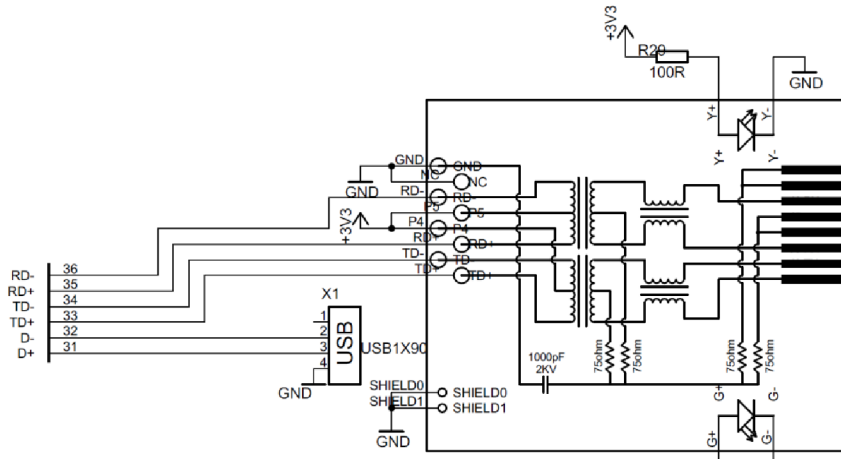 +3V3
R29
100R
GND
Y+
Y-
Y+
Y-
GND
GND
NC
NC
GND
RD-
RD-
P5
P5
+3V3
P4
P4
RD+
RD+
TD-
TD-
TD+
TD+
RD- 36
RD+ 35
TD- 34
TD+ 33
D- 32
D+ 31
X1
1
2
3
4
USB
USB1X90
GND
1000pF
2KV
75ohm
75ohm
75ohm
75ohm
SHIELD0
SHIELD0
SHIELD1
SHIELD1
GND
G+
G-
G+
G-